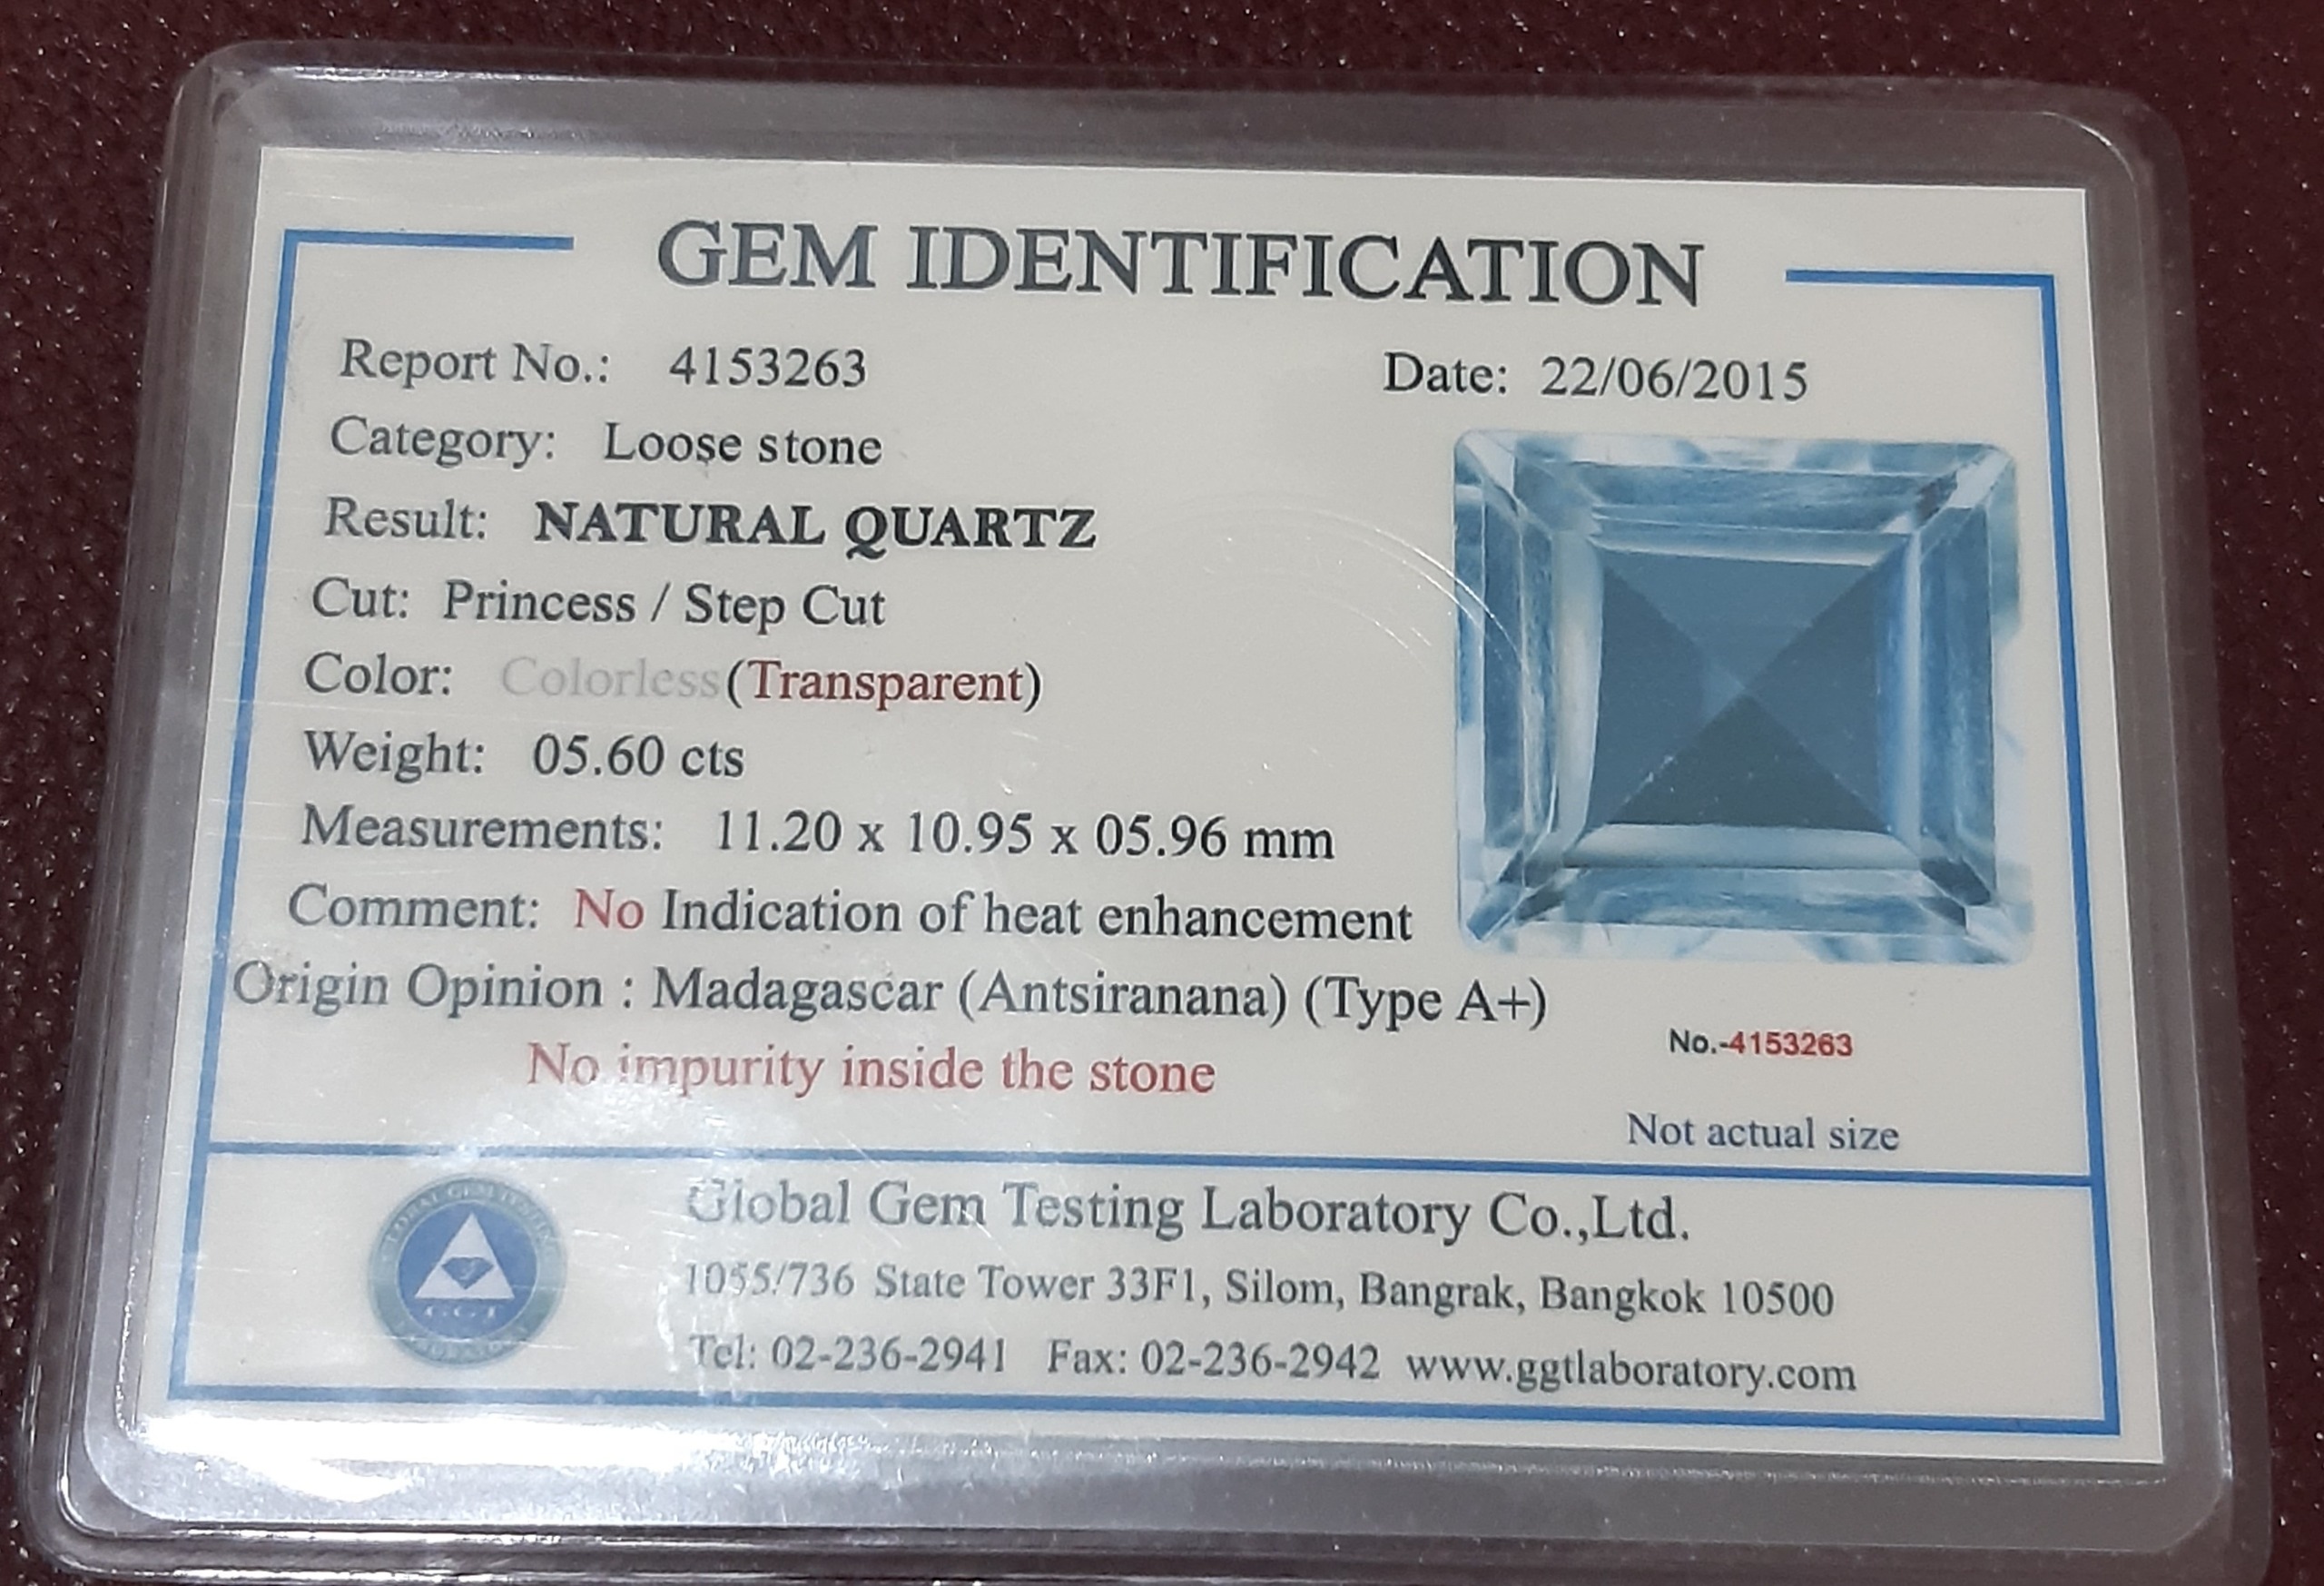 GEM IDENTIFICATION
Report No.: 4153263
Date: 22/06/2015
Category: Loose stone
Result: NATURAL QUARTZ
Cut: Princess / Step Cut
Color: Colorless (Transparent)
Weight: 05.60 cts
Measurements: 11.20 x 10.95 x 05.96 mm
Comment: No Indication of heat enhancement
Origin Opinion : Madagascar (Antsiranana) (Type A+)
No impurity inside the stone
No.-4153263
Not actual size
GLOBAL GEM TESTING
GGT
Global Gem Testing Laboratory Co.,Ltd.
1055/736 State Tower 33F1, Silom, Bangrak, Bangkok 10500
Tel: 02-236-2941 Fax: 02-236-2942 www.ggtlaboratory.com